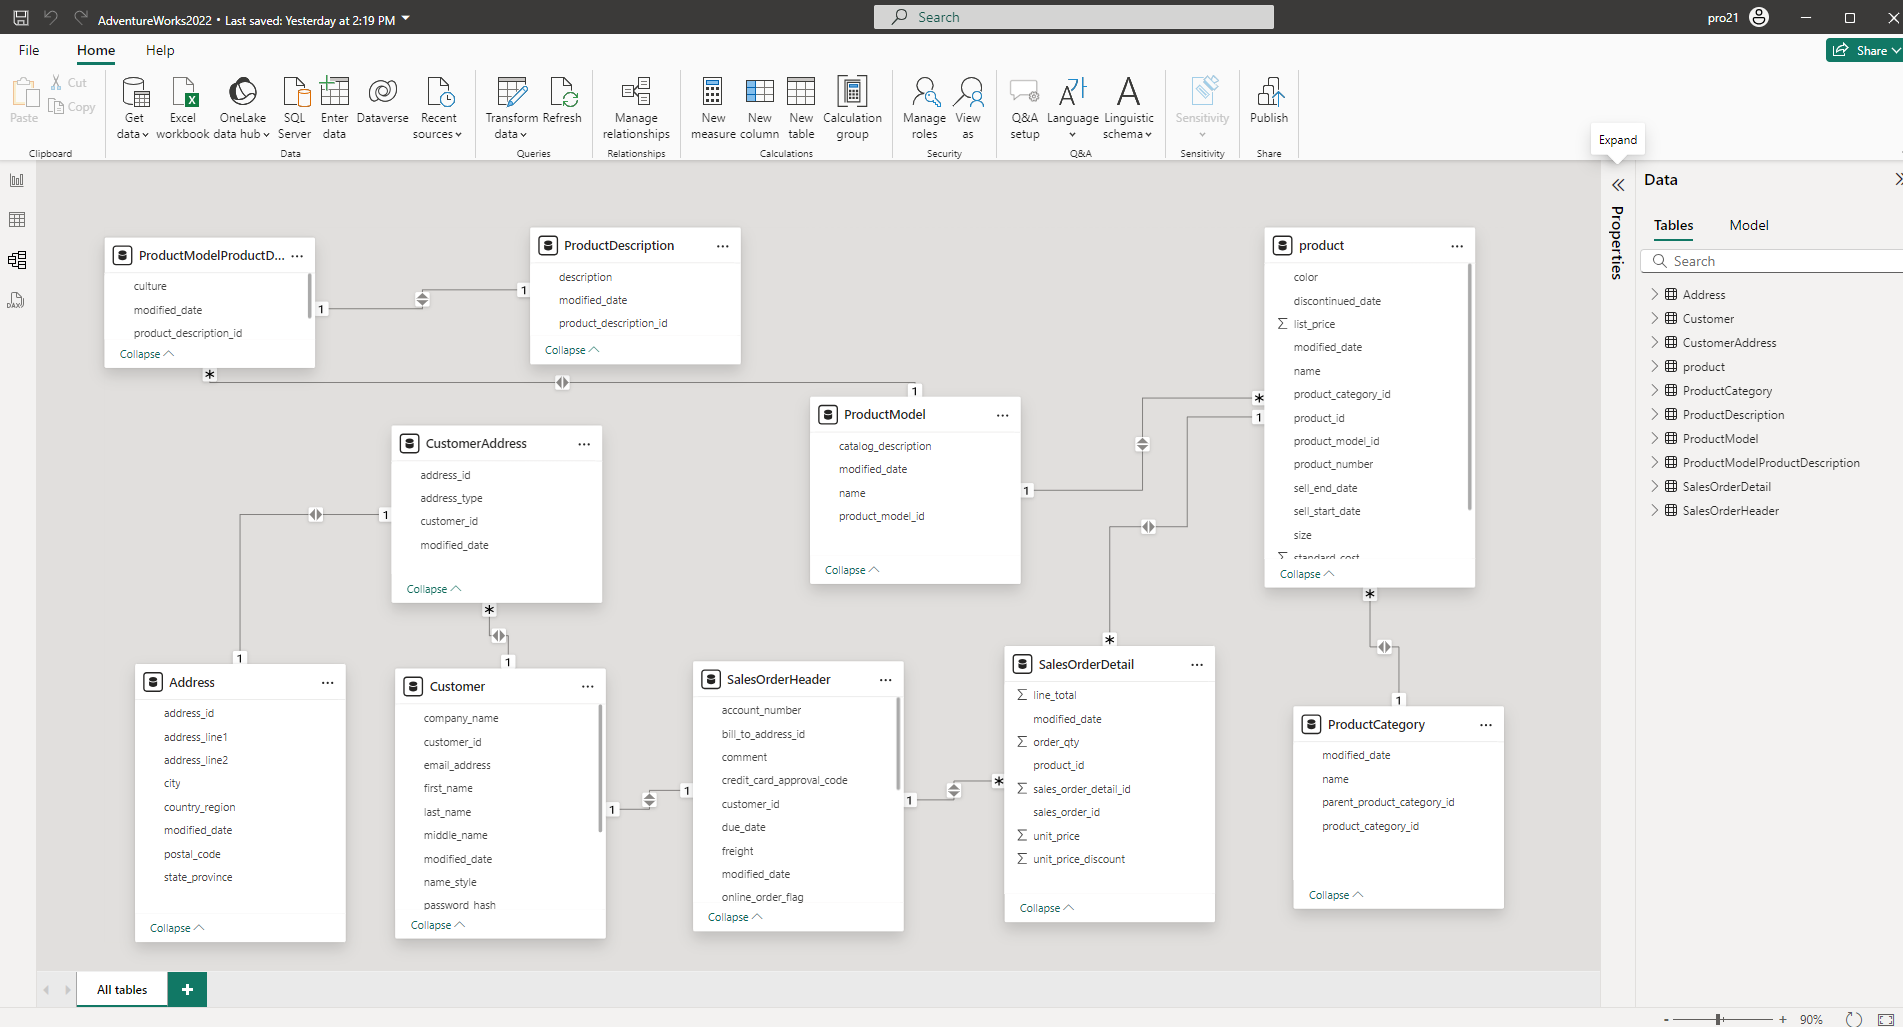 AdventureWorks2022 • Last saved: Yesterday at 2:19 PM
Search
pro21
File
Home
Help
Share
Paste
Cut
Copy
Clipboard
Get data
Excel workbook
OneLake data hub
SQL Server
Enter data
Dataverse
Recent sources
Data
Transform data
Refresh
Queries
Manage relationships
Relationships
New measure
New column
New table
Calculation group
Calculations
Manage roles
View as
Security
Q&A setup
Language
Linguistic schema
Q&A
Sensitivity
Sensitivity
Publish
Share
Expand
DAX
Properties
ProductModelProductD...
culture
modified_date
product_description_id
Collapse
1
1
*
1
ProductDescription
description
modified_date
product_description_id
Collapse
ProductModel
catalog_description
modified_date
name
product_model_id
Collapse
1
*
1
*
product
color
discontinued_date
Σ list_price
modified_date
name
product_category_id
product_id
product_model_id
product_number
sell_end_date
sell_start_date
size
Σ standard_cost
Collapse
*
1
CustomerAddress
address_id
address_type
customer_id
modified_date
Collapse
1
1
*
1
Address
address_id
address_line1
address_line2
city
country_region
modified_date
postal_code
state_province
Collapse
Customer
company_name
customer_id
email_address
first_name
last_name
middle_name
modified_date
name_style
password_hash
Collapse
1
1
SalesOrderHeader
account_number
bill_to_address_id
comment
credit_card_approval_code
customer_id
due_date
freight
modified_date
online_order_flag
Collapse
1
*
SalesOrderDetail
Σ line_total
modified_date
Σ order_qty
product_id
Σ sales_order_detail_id
sales_order_id
Σ unit_price
Σ unit_price_discount
Collapse
ProductCategory
modified_date
name
parent_product_category_id
product_category_id
Collapse
Data
Tables
Model
Search
Address
Customer
CustomerAddress
product
ProductCategory
ProductDescription
ProductModel
ProductModelProductDescription
SalesOrderDetail
SalesOrderHeader
All tables
+
- + 90%